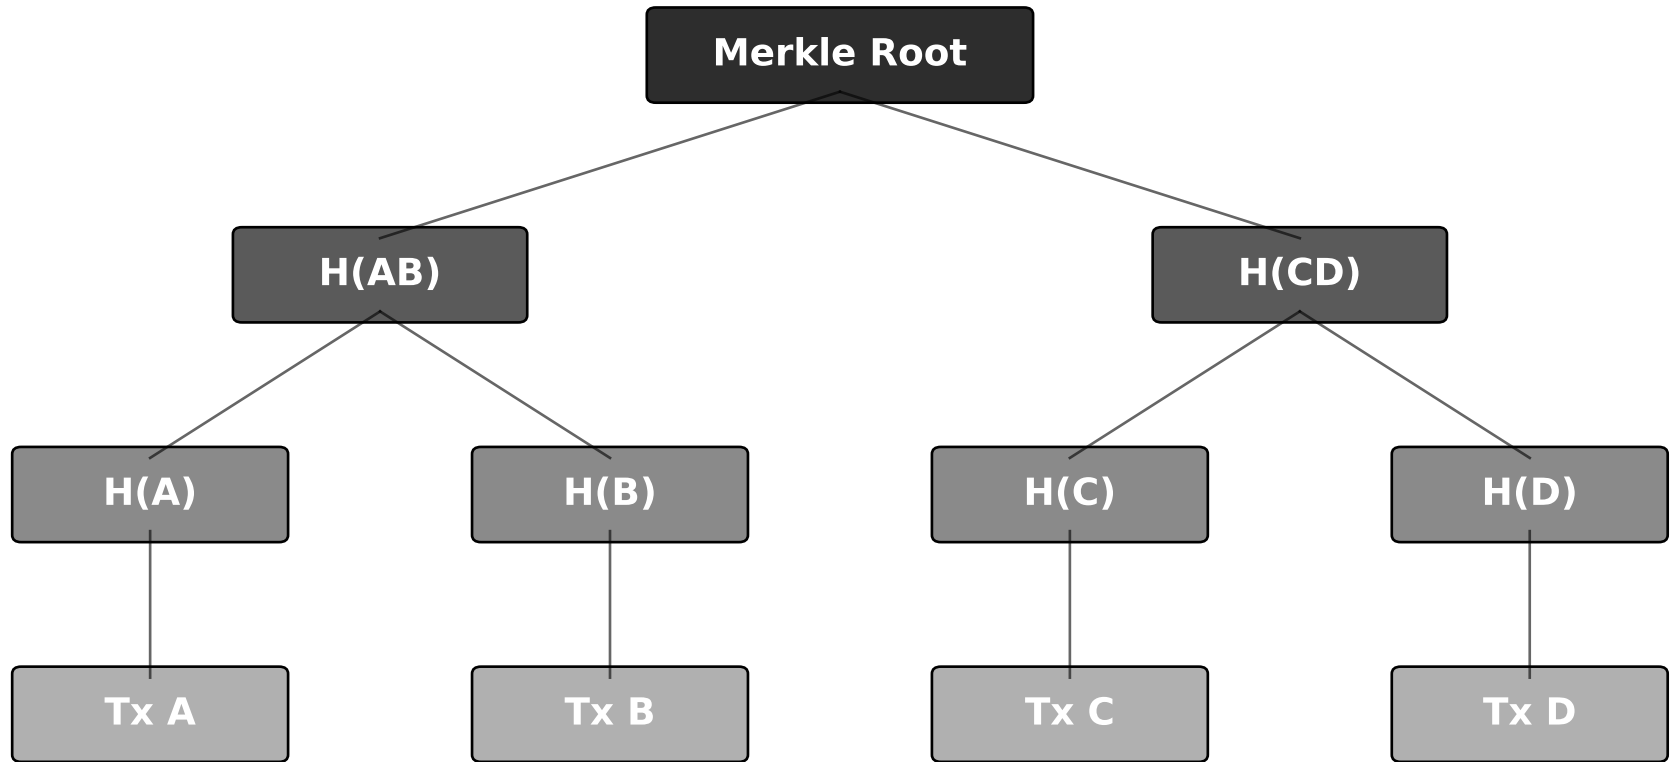 Merkle Root
H(AB)
H(CD)
H(A)
H(B)
H(C)
H(D)
Tx A
Tx B
Tx C
Tx D